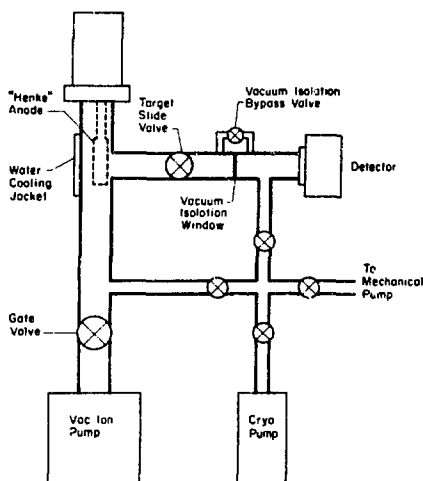 "Henke"
Anode
Water
Cooling
Jacket
Target
Slide
Valve
Vacuum Isolation
Bypass Valve
Detector
Vacuum
Isolation
Window
To
Mechanical
Pump
Gate
Valve
Vac Ion
Pump
Cryo
Pump